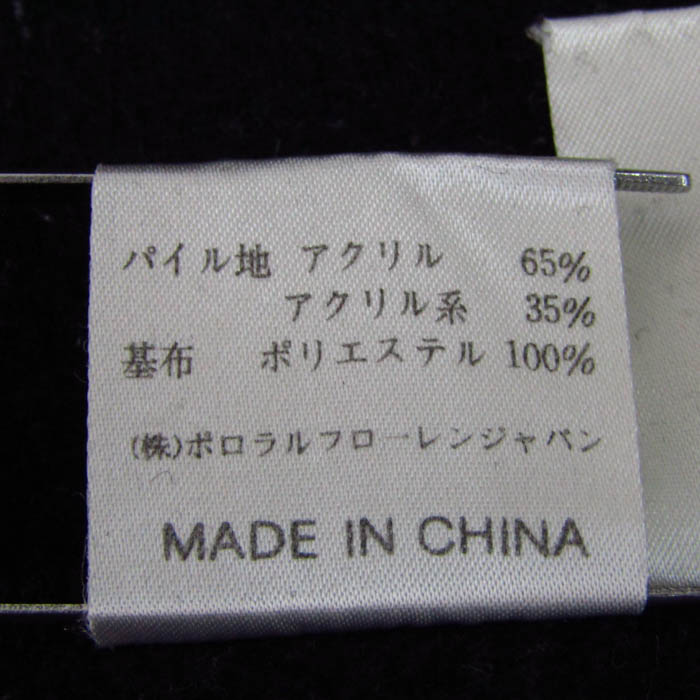 パイル地 アクリル 65%
アクリル系 35%
基布 ポリエステル 100%
(株)ポロラルフローレンジャパン
MADE IN CHINA